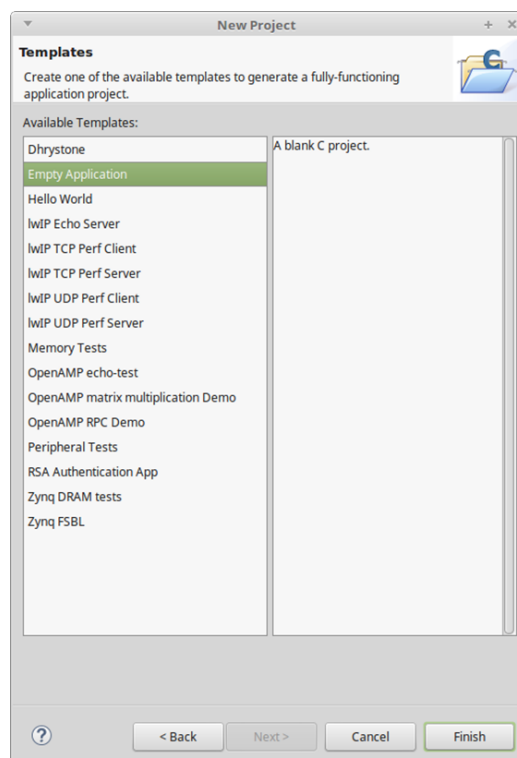 New Project
Templates
Create one of the available templates to generate a fully-functioning
application project.
Available Templates:
Dhrystone
Empty Application
Hello World
lwIP Echo Server
lwIP TCP Perf Client
lwIP TCP Perf Server
lwIP UDP Perf Client
lwIP UDP Perf Server
Memory Tests
OpenAMP echo-test
OpenAMP matrix multiplication Demo
OpenAMP RPC Demo
Peripheral Tests
RSA Authentication App
Zynq DRAM tests
Zynq FSBL
A blank C project.
< Back
Next >
Cancel
Finish